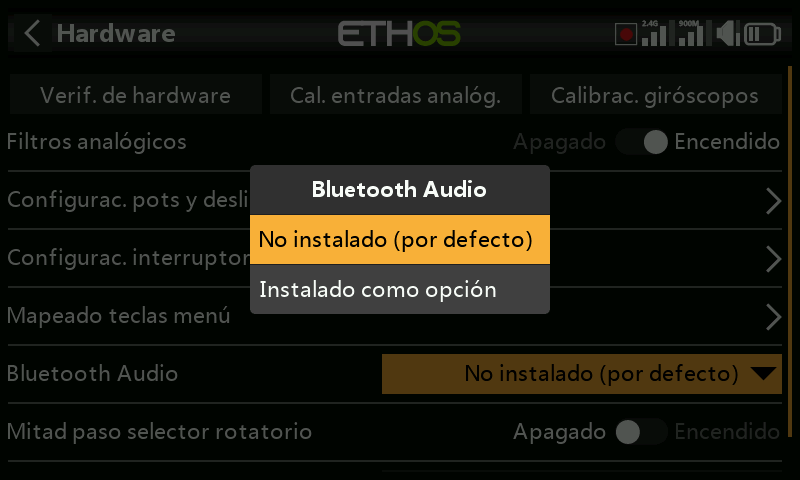 Hardware
ETHOS
2.4G
900M
Verif. de hardware
Cal. entradas analóg.
Calibrac. giróscopos
Filtros analógicos
Apagado
Encendido
Bluetooth Audio
Configurac. pots y desli
No instalado (por defecto)
Configurac. interruptor
Instalado como opción
Mapeado teclas menú
Bluetooth Audio
No instalado (por defecto)
Mitad paso selector rotatorio
Apagado
Encendido